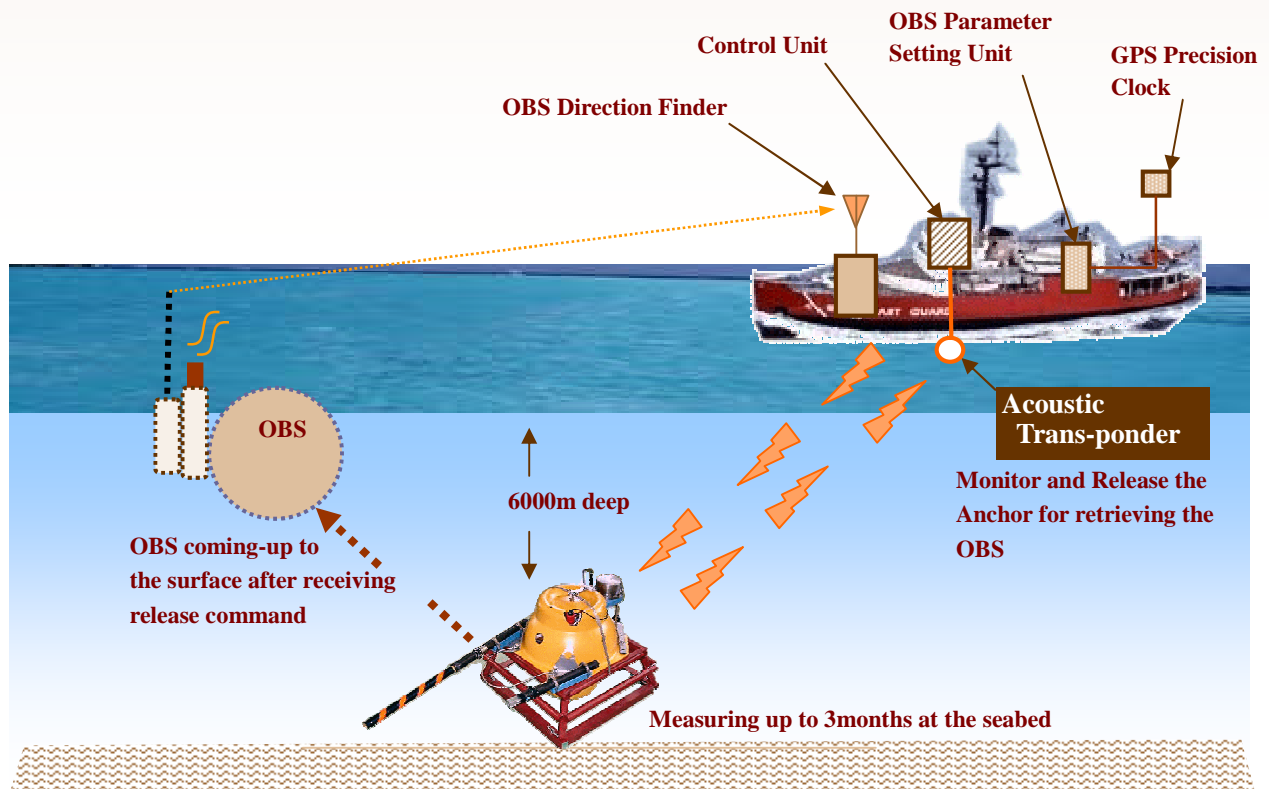 OBS Parameter
Setting Unit
Control Unit
GPS Precision
Clock
OBS Direction Finder
AST GUARD
OBS
Acoustic
Trans-ponder
6000m deep
Monitor and Release the
Anchor for retrieving the
OBS
OBS coming-up to
the surface after receiving
release command
Measuring up to 3months at the seabed